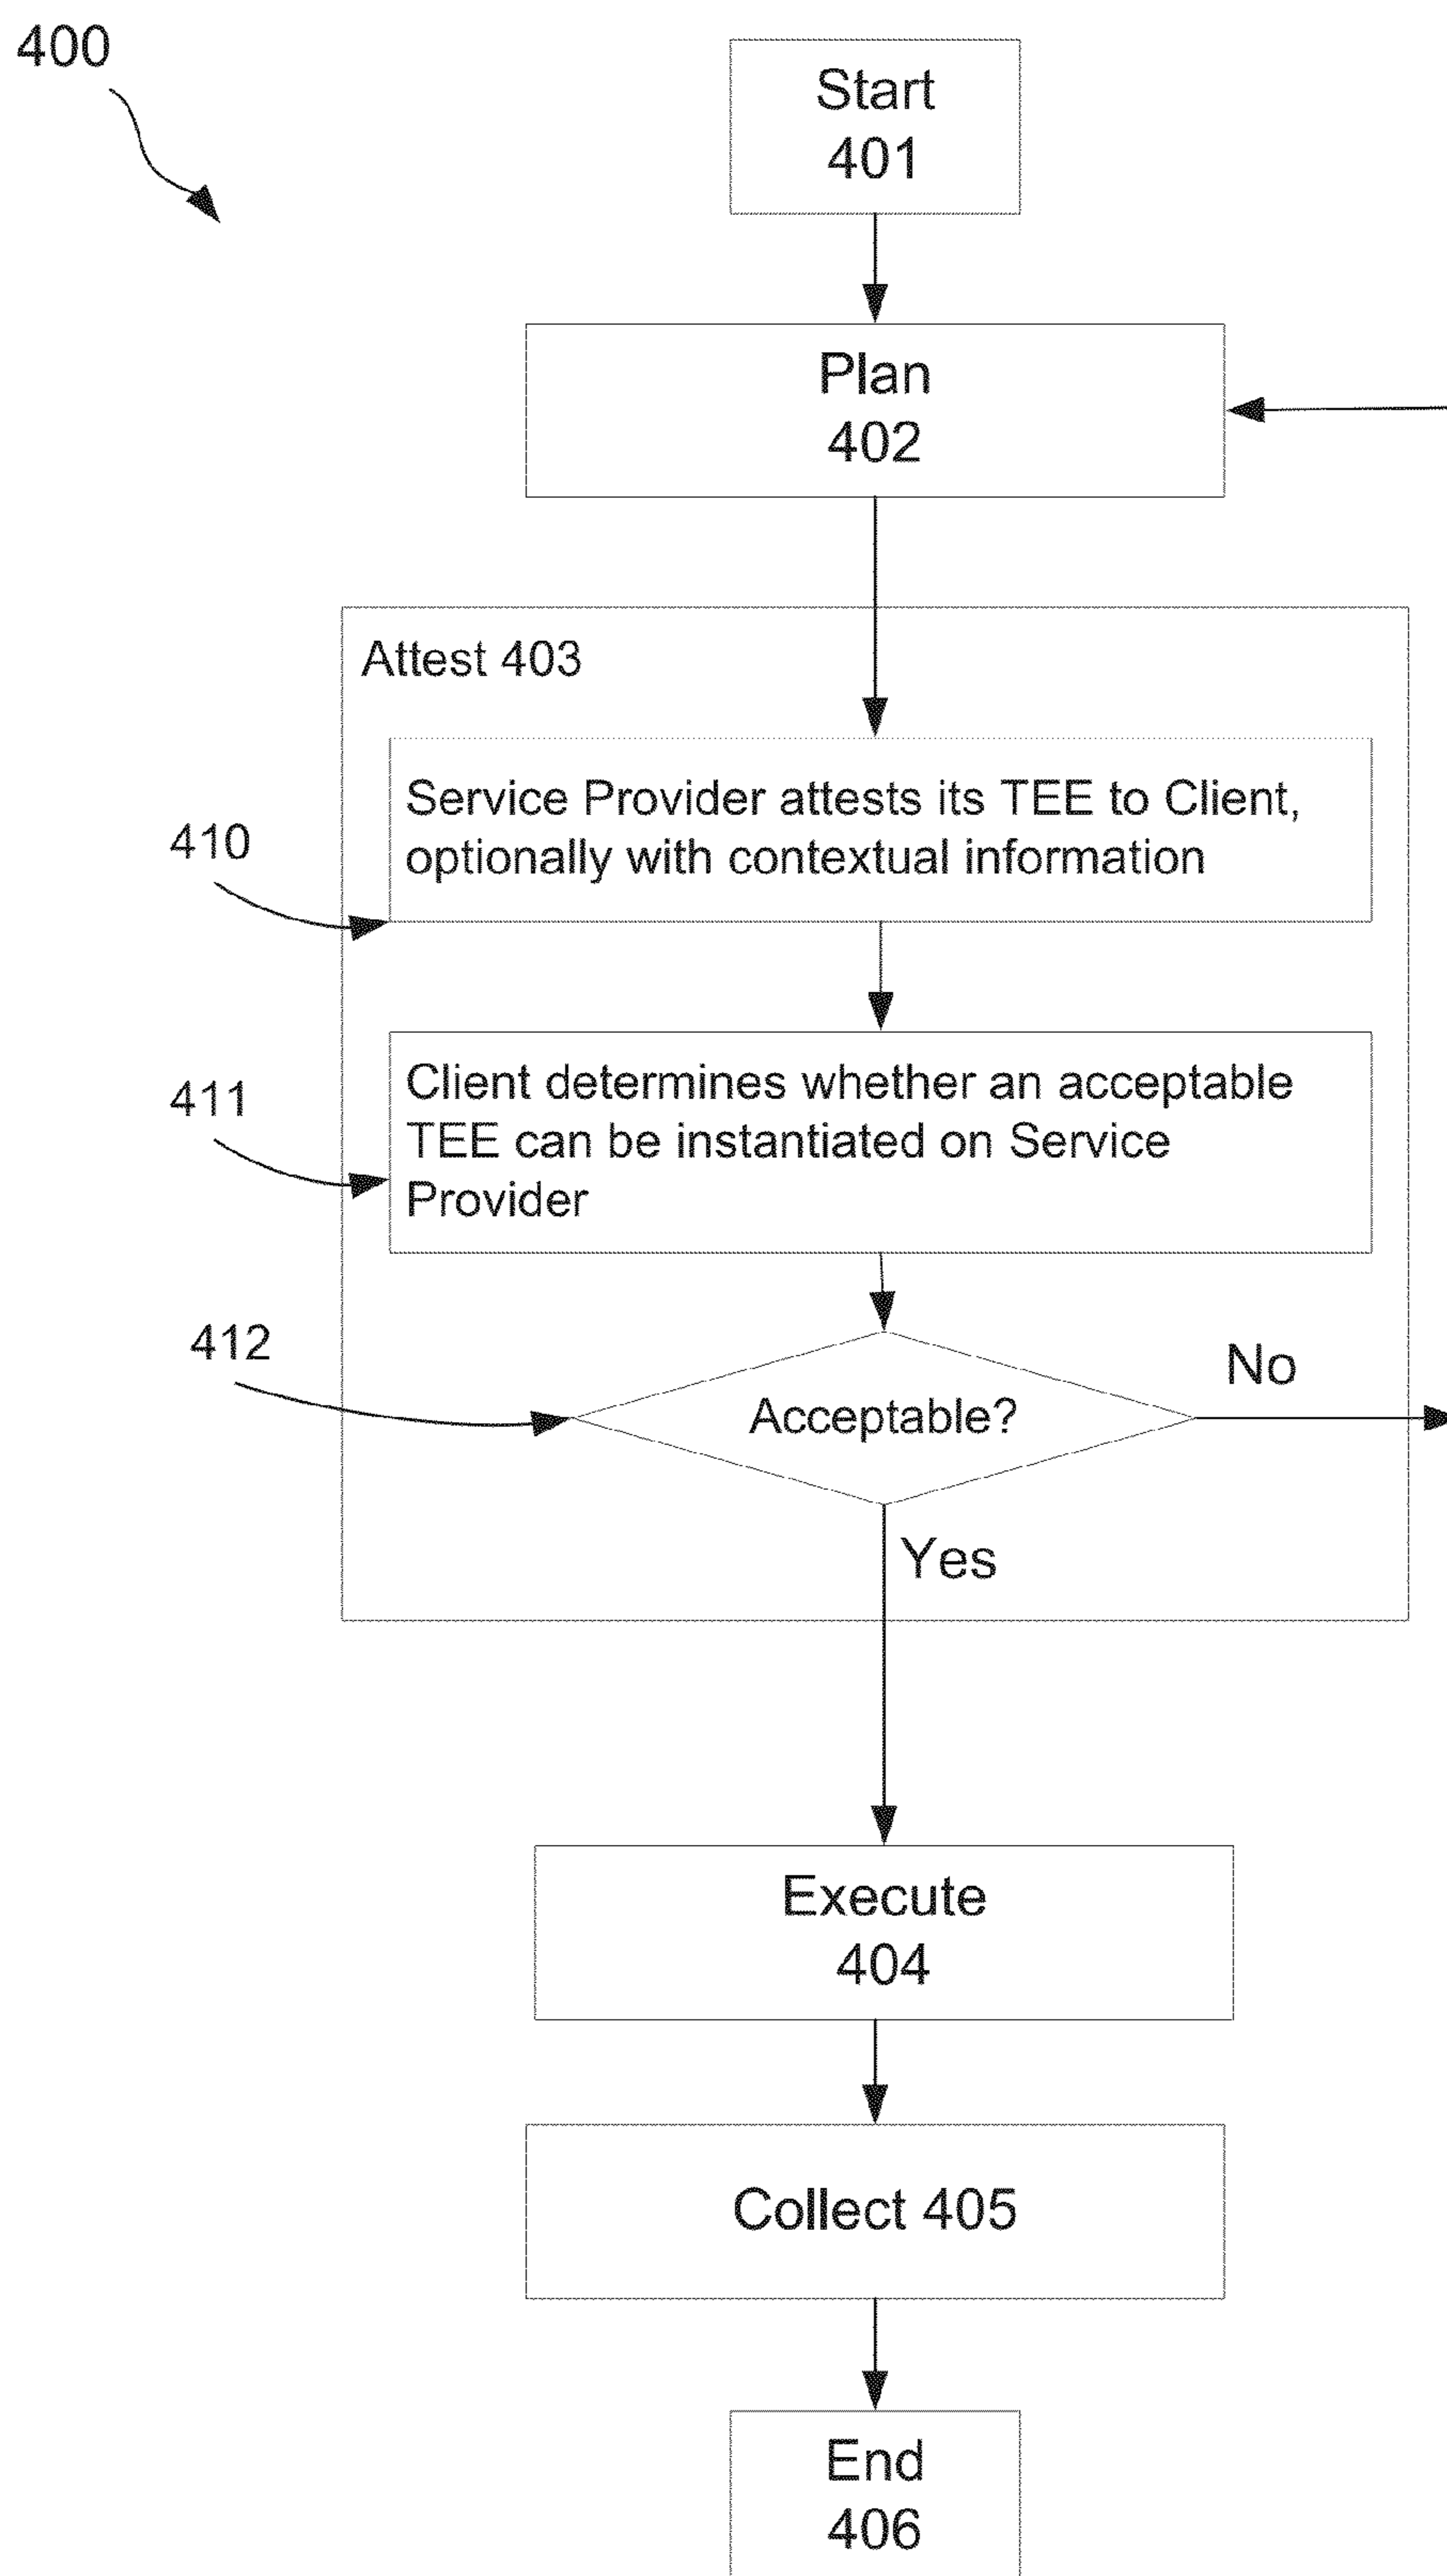 400
Start
401
Plan
402
Attest 403
Service Provider attests its TEE to Client,
optionally with contextual information
410
Client determines whether an acceptable
TEE can be instantiated on Service
Provider
411
412
Acceptable?
No
Yes
Execute
404
Collect 405
End
406